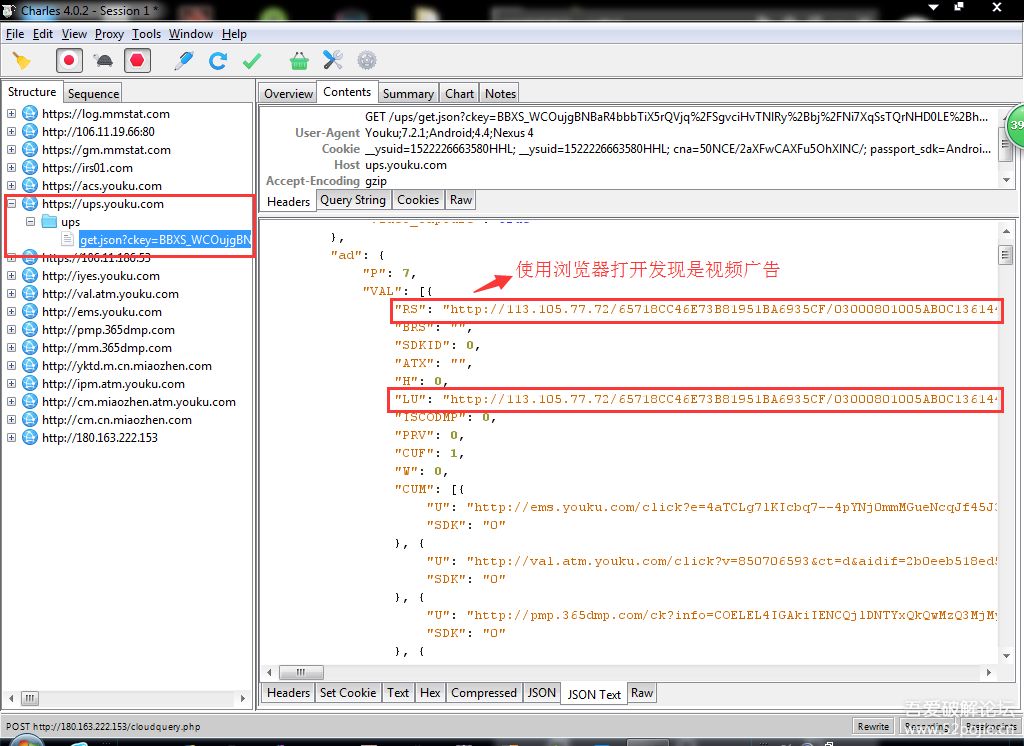 Charles 4.0.2 - Session 1 *
File Edit View Proxy Tools Window Help
Structure Sequence
https://log.mmstat.com
http://106.11.19.66:80
https://gm.mmstat.com
https://irs01.com
https://acs.youku.com
https://ups.youku.com
ups
get.json?ckey=BBXS_WCOujgBN
https://106.11.186.53
http://iyes.youku.com
http://val.atm.youku.com
http://ems.youku.com
http://pmp.365dmp.com
http://mm.365dmp.com
http://yktd.m.cn.miaozhen.com
http://ipm.atm.youku.com
http://cm.miaozhen.atm.youku.com
http://cm.cn.miaozhen.com
http://180.163.222.153
Overview Contents Summary Chart Notes
GET /ups/get.json?ckey=BBXS_WCOujgBNBaR4bbbTiX5rQVjq%2FSgvciHvTNlRy%2Bbj%2FNi7XqSsTQrNHD0LE%2Bh...
User-Agent Youku;7.2.1;Android;4.4;Nexus 4
Cookie __ysuid=1522226663580HHL; __ysuid=1522226663580HHL; cna=50NCE/2aXFwCAXFu5OhXINC/; passport_sdk=Androi...
Host ups.youku.com
Accept-Encoding gzip
Headers Query String Cookies Raw
39
},
"ad": {
"P": 7,
使用浏览器打开发现是视频广告
"VAL": [{
"RS": "http://113.105.77.72/65718CC46E73B81951BA6935CF/03000801005AB0C136144
"BRS": "",
"SDKID": 0,
"ATX": "",
"H": 0,
"LU": "http://113.105.77.72/65718CC46E73B81951BA6935CF/03000801005AB0C136144
"ISCODMP": 0,
"PRV": 0,
"CUF": 1,
"W": 0,
"CUM": [{
"U": "http://ems.youku.com/click?e=4aTCLg7lKIcbq7--4pYNjOmmMGueNcqJf45J3
"SDK": "0"
}, {
"U": "http://val.atm.youku.com/click?v=850706593&ct=d&aidif=2b0eeb518ed5
"SDK": "0"
}, {
"U": "http://pmp.365dmp.com/ck?info=COELEL4IGAkiIENCQjlDNTYxQkQwMzQ3MjMy
"SDK": "0"
}, {
Headers Set Cookie Text Hex Compressed JSON JSON Text Raw
POST http://180.163.222.153/cloudquery.php
Rewrite Recording Breakpoints
吾爱破解论坛
www.52pojie.cn